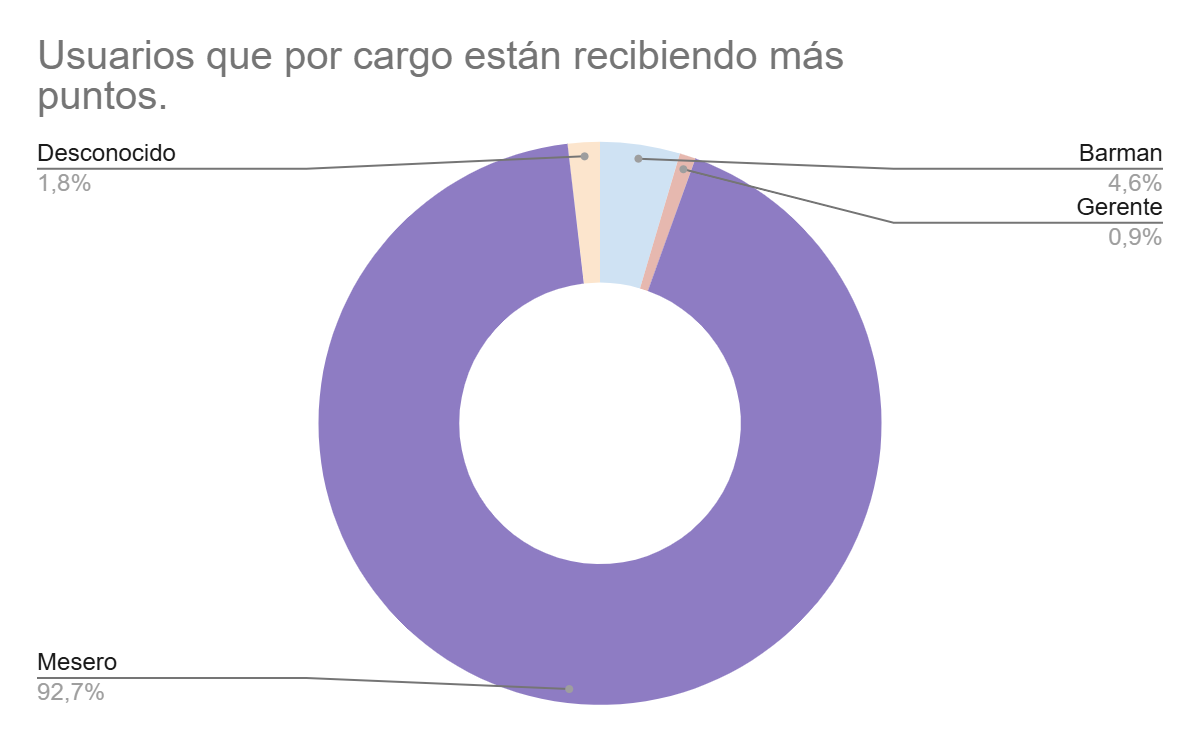 Usuarios que por cargo están recibiendo más
puntos.
Desconocido
1,8%
Barman
4,6%
Gerente
0,9%
Mesero
92,7%